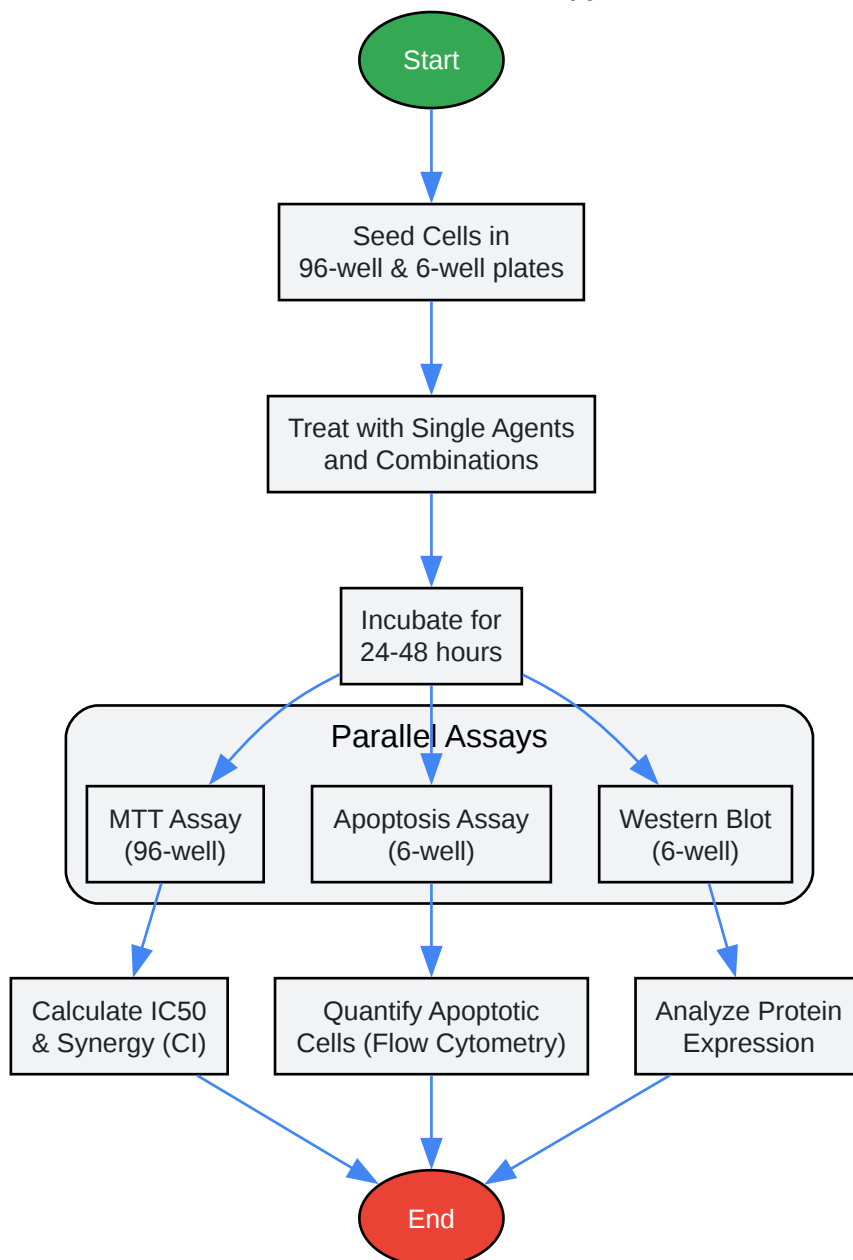 Start
Seed Cells in
96-well & 6-well plates
Treat with Single Agents
and Combinations
Incubate for
24-48 hours
Parallel Assays
MTT Assay
(96-well)
Apoptosis Assay
(6-well)
Western Blot
(6-well)
Calculate IC50
& Synergy (CI)
Quantify Apoptotic
Cells (Flow Cytometry)
Analyze Protein
Expression
End